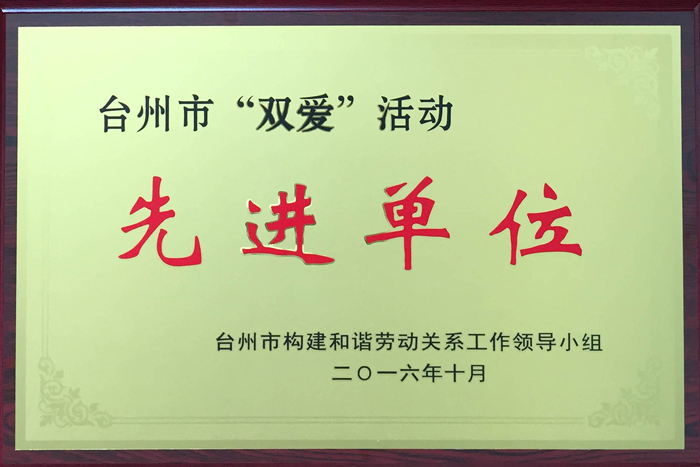 台州市“双爱”活动
先进单位
台州市构建和谐劳动关系工作领导小组
二〇一六年十月